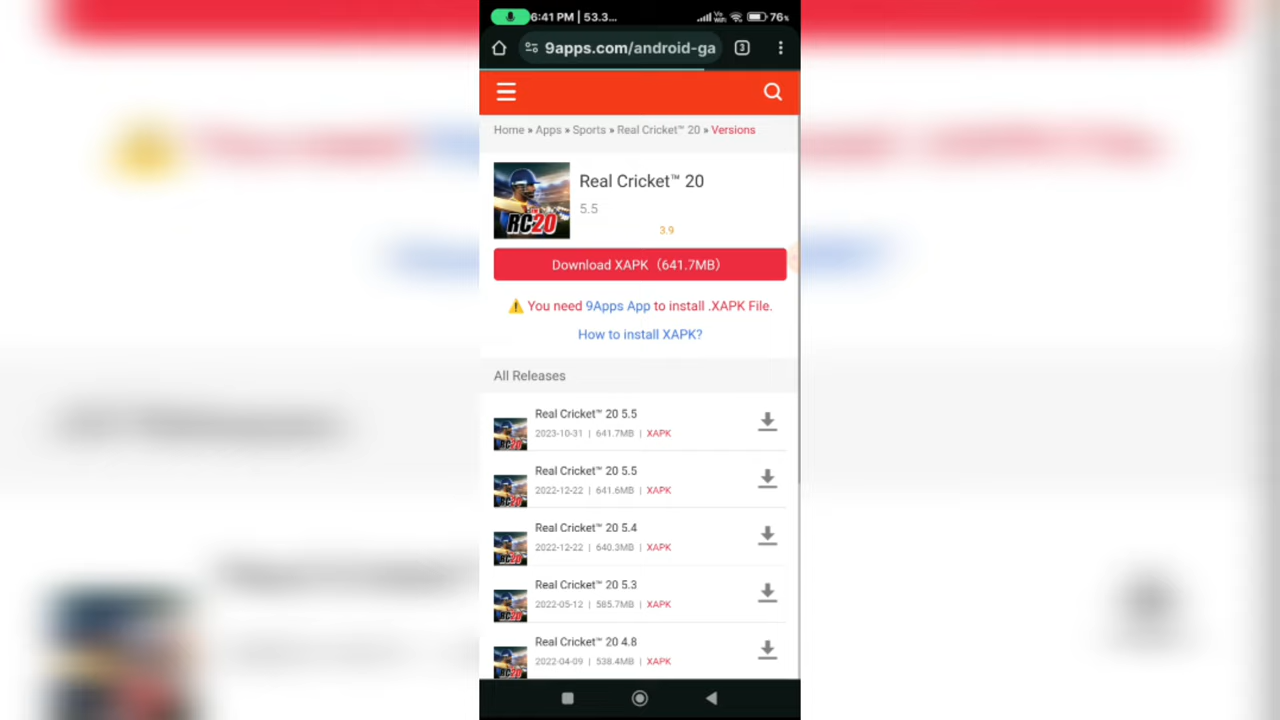 6:41 PM | 53.3... Vo WiFi 76%
9apps.com/android-ga 3
Home » Apps » Sports » Real Cricket™ 20 » Versions
Real Cricket™ 20
5.5
3.9
RC20
Download XAPK（641.7MB）
⚠️ You need 9Apps App to install .XAPK File.
How to install XAPK?
All Releases
Real Cricket™ 20 5.5
2023-10-31 | 641.7MB | XAPK
Real Cricket™ 20 5.5
2022-12-22 | 641.6MB | XAPK
Real Cricket™ 20 5.4
2022-12-22 | 640.3MB | XAPK
Real Cricket™ 20 5.3
2022-05-12 | 585.7MB | XAPK
Real Cricket™ 20 4.8
2022-04-09 | 538.4MB | XAPK